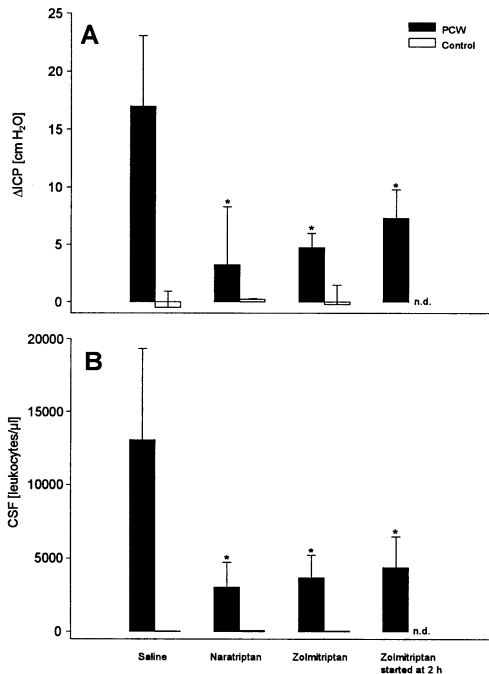 A
PCW
Control
ΔICP [cm H2O]
25
20
15
10
5
0
*
*
*
n.d.
B
CSF [leukocytes/µl]
20000
15000
10000
5000
0
*
*
*
n.d.
Saline
Naratriptan
Zolmitriptan
Zolmitriptan
started at 2 h